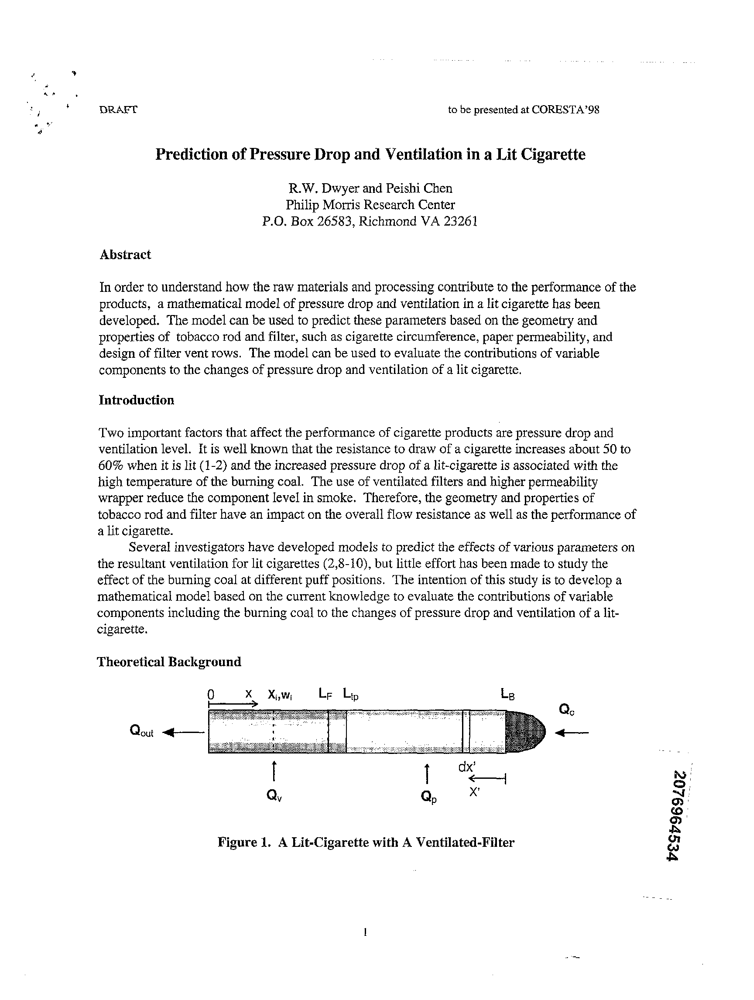 DRAFT
to be presented at CORESTA'98
Prediction of Pressure Drop and Ventilation in a Lit Cigarette
R.W. Dwyer and Peishi Chen
Philip Morris Research Center
P.O. Box 26583, Richmond VA 23261
Abstract
In order to understand how the raw materials and processing contribute to the performance of the
products, a mathematical model of pressure drop and ventilation in a lit cigarette has been
developed. The model can be used to predict these parameters based on the geometry and
properties of tobacco rod and filter, such as cigarette circumference, paper permeability, and
design of filter vent rows. The model can be used to evaluate the contributions of variable
components to the changes of pressure drop and ventilation of a lit cigarette.
Introduction
Two important factors that affect the performance of cigarette products are pressure drop and
ventilation level. It is well known that the resistance to draw of a cigarette increases about 50 to
60% when it is lit (1-2) and the increased pressure drop of a lit-cigarette is associated with the
high temperature of the burning coal. The use of ventilated filters and higher permeability
wrapper reduce the component level in smoke. Therefore, the geometry and properties of
tobacco rod and filter have an impact on the overall flow resistance as well as the performance of
a lit cigarette.
Several investigators have developed models to predict the effects of various parameters on
the resultant ventilation for lit cigarettes (2,8-10), but little effort has been made to study the
effect of the burning coal at different puff positions. The intention of this study is to develop a
mathematical model based on the current knowledge to evaluate the contributions of variable
components including the burning coal to the changes of pressure drop and ventilation of a lit-
cigarette.
Theoretical Background
0 X Xi,wi LF Ltp LB
Qc
Qout
dx'
X'
Qv
Qp
Figure 1. A Lit-Cigarette with A Ventilated-Filter
2076964534
1